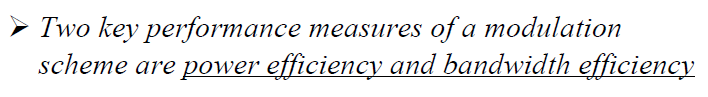 ➢ Two key performance measures of a modulation
scheme are power efficiency and bandwidth efficiency